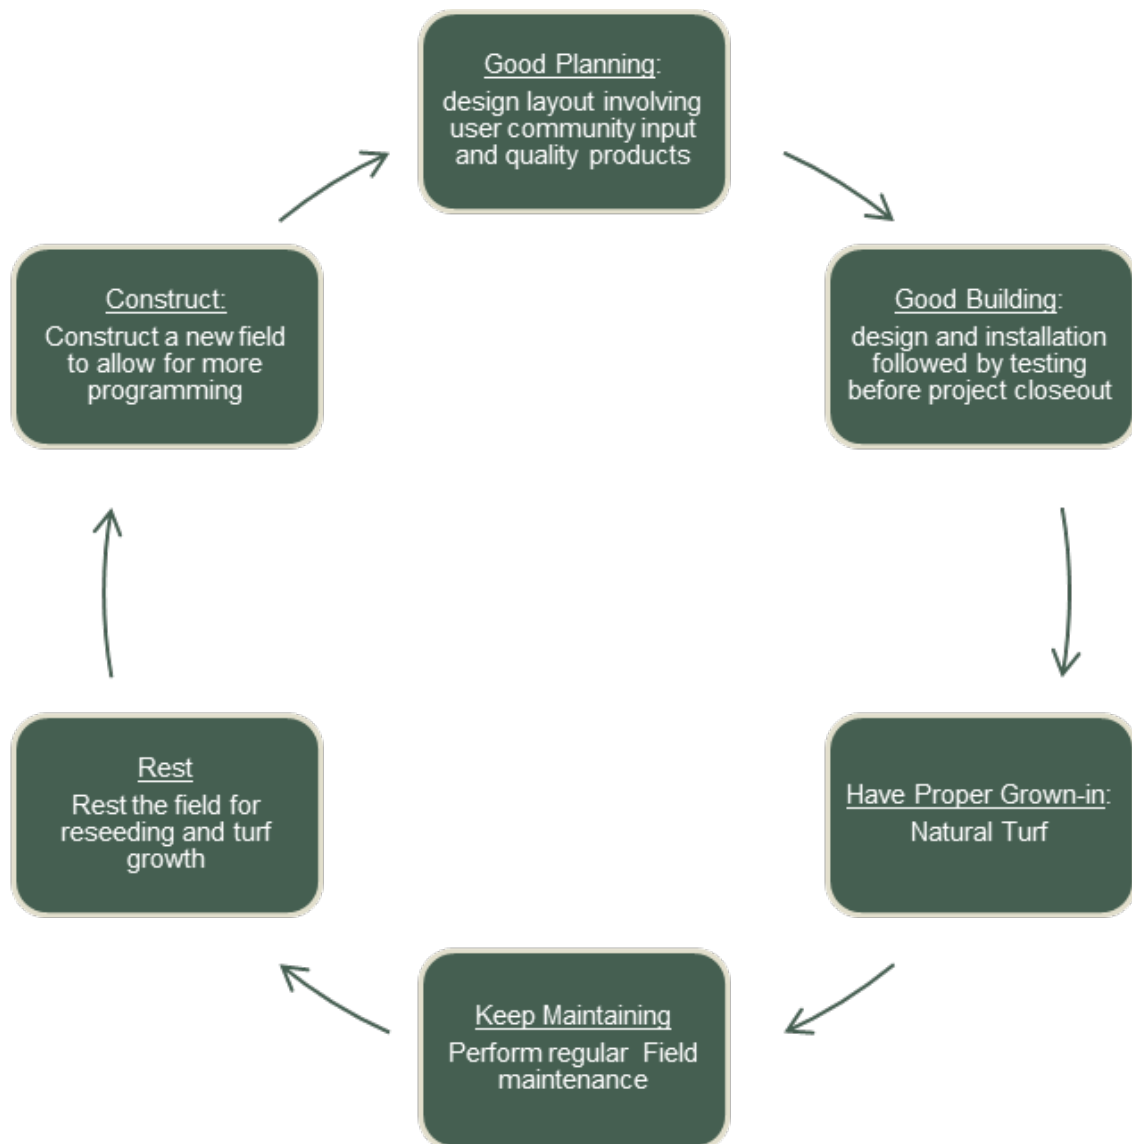 Good Planning:
design layout involving
user community input
and quality products
Good Building:
design and installation
followed by testing
before project closeout
Have Proper Grown-in:
Natural Turf
Keep Maintaining
Perform regular Field
maintenance
Rest
Rest the field for
reseeding and turf
growth
Construct:
Construct a new field
to allow for more
programming